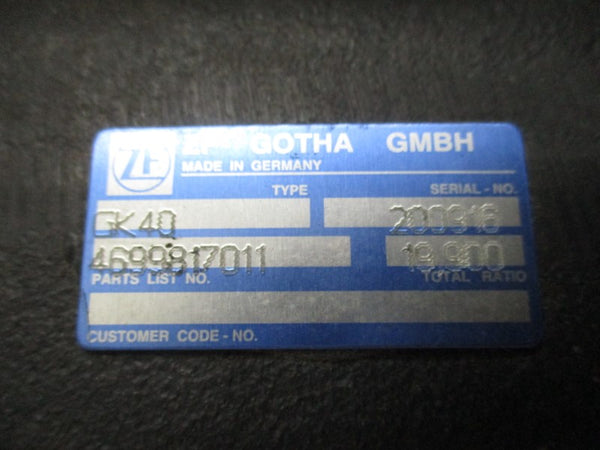 ZF ZF GOTHA GMBH
MADE IN GERMANY
TYPE SERIAL-NO.
GK40 200916
4699817011 19,900
PARTS LIST NO. TOTAL RATIO
CUSTOMER CODE-NO.